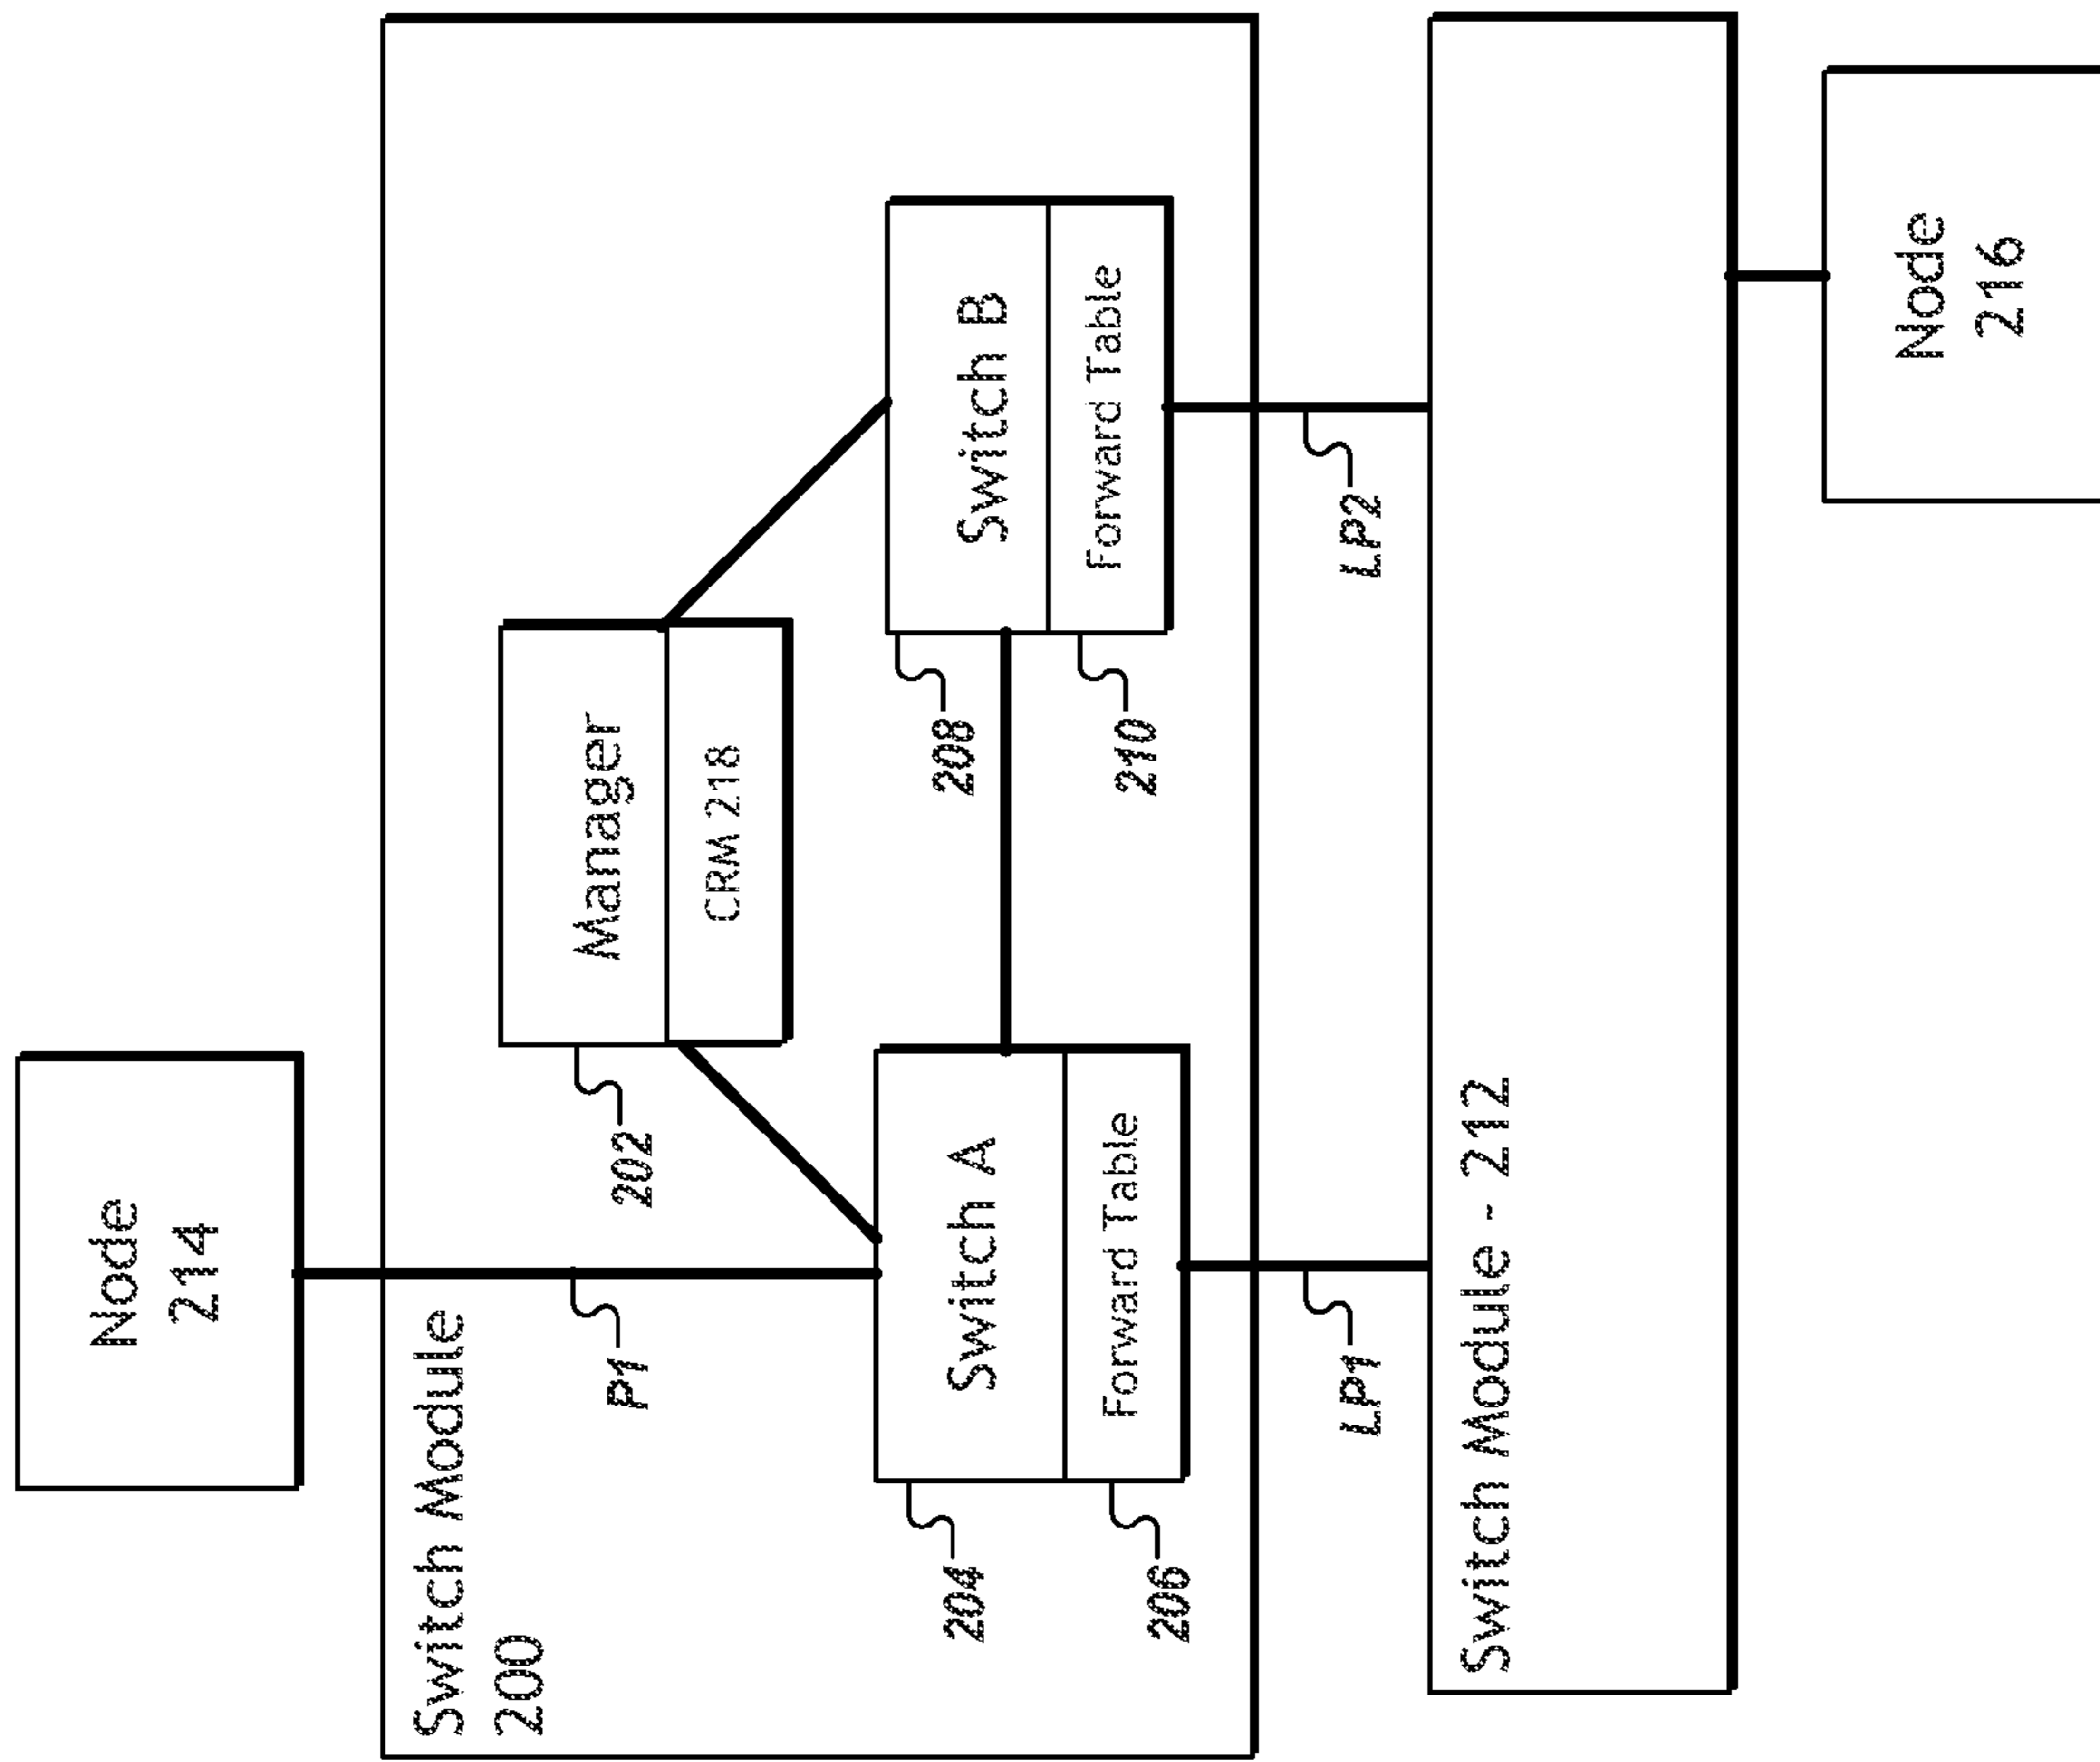 Node
214
Switch Module
200
P1
Manager
CRM 218
202
Switch A
Forward Table
204
206
Switch B
Forward Table
208
210
LP1
LP2
Switch Module - 212
Node
216